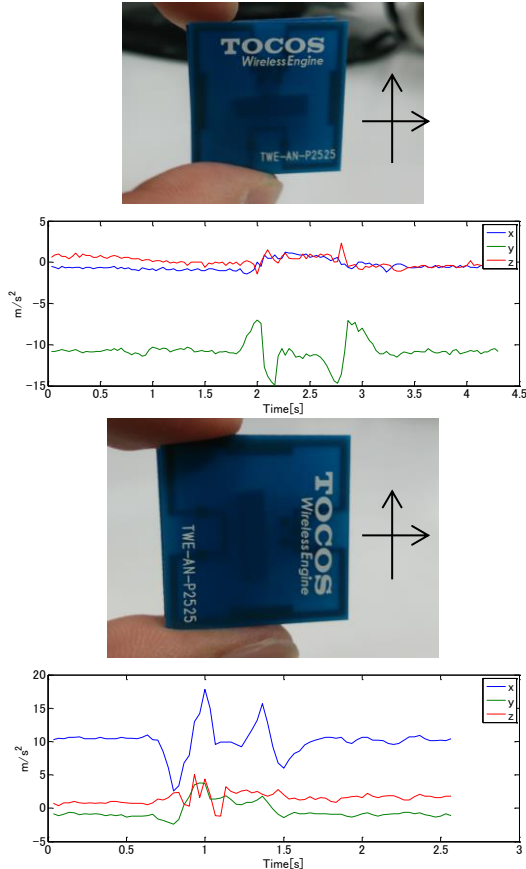 TOCOS
WirelessEngine
TWE-AN-P2525
5
0
−5
−10
−15
m/s²
0 0.5 1 1.5 2 2.5 3 3.5 4 4.5
Time[s]
x
y
z
TOCOS
WirelessEngine
TWE-AN-P2525
20
15
10
5
0
−5
m/s²
0 0.5 1 1.5 2 2.5 3
Time[s]
x
y
z